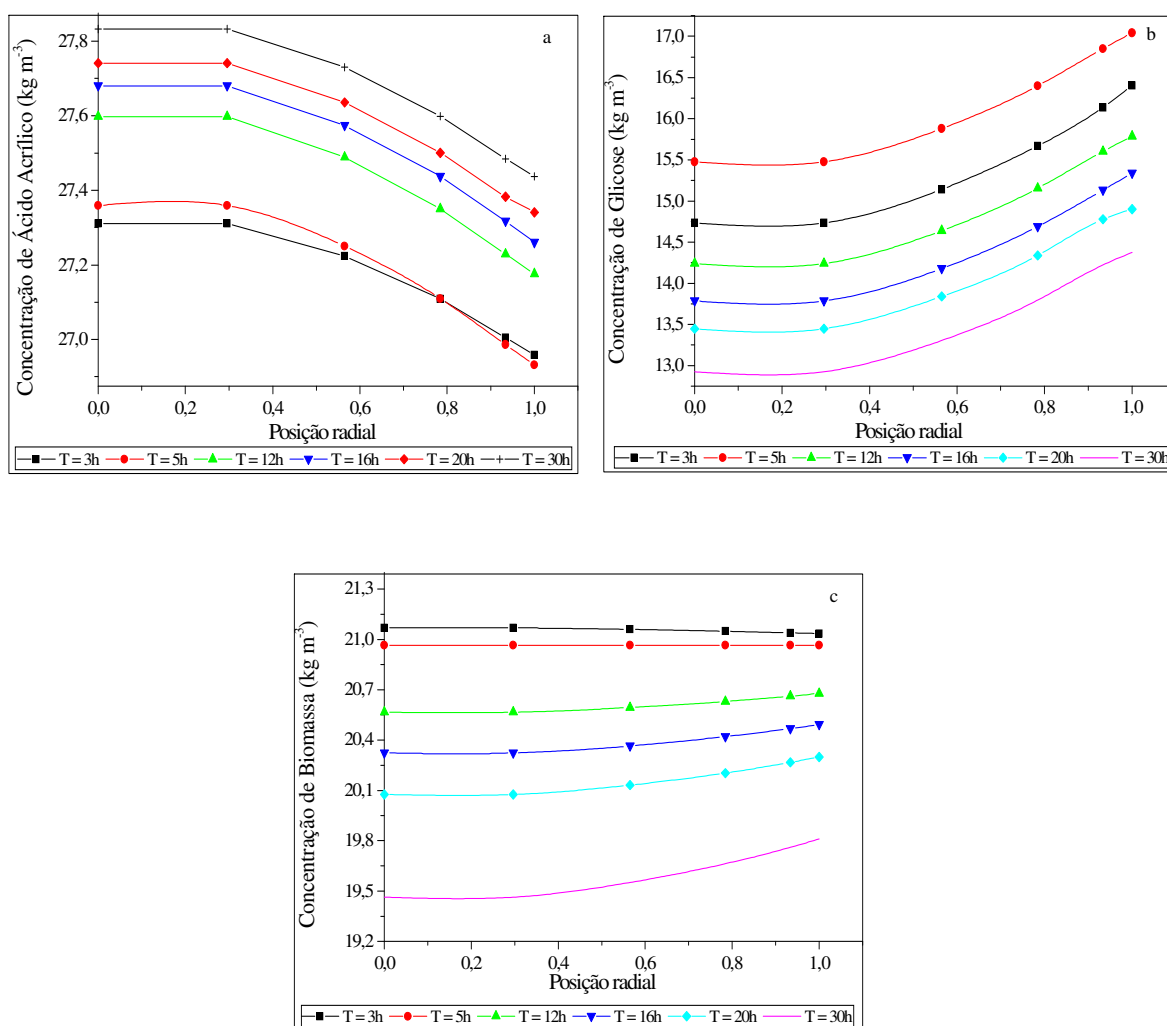 a
Concentração de Ácido Acrílico (kg m-3)
27,8
27,6
27,4
27,2
27,0
0,0 0,2 0,4 0,6 0,8 1,0
Posição radial
T = 3h T = 5h T = 12h T = 16h T = 20h T = 30h
b
Concentração de Glicose (kg m-3)
17,0
16,5
16,0
15,5
15,0
14,5
14,0
13,5
13,0
0,0 0,2 0,4 0,6 0,8 1,0
Posição radial
T = 3h T = 5h T = 12h T = 16h T = 20h T = 30h
c
Concentração de Biomassa (kg m-3)
21,3
21,0
20,7
20,4
20,1
19,8
19,5
19,2
0,0 0,2 0,4 0,6 0,8 1,0
Posição radial
T = 3h T = 5h T = 12h T = 16h T = 20h T = 30h